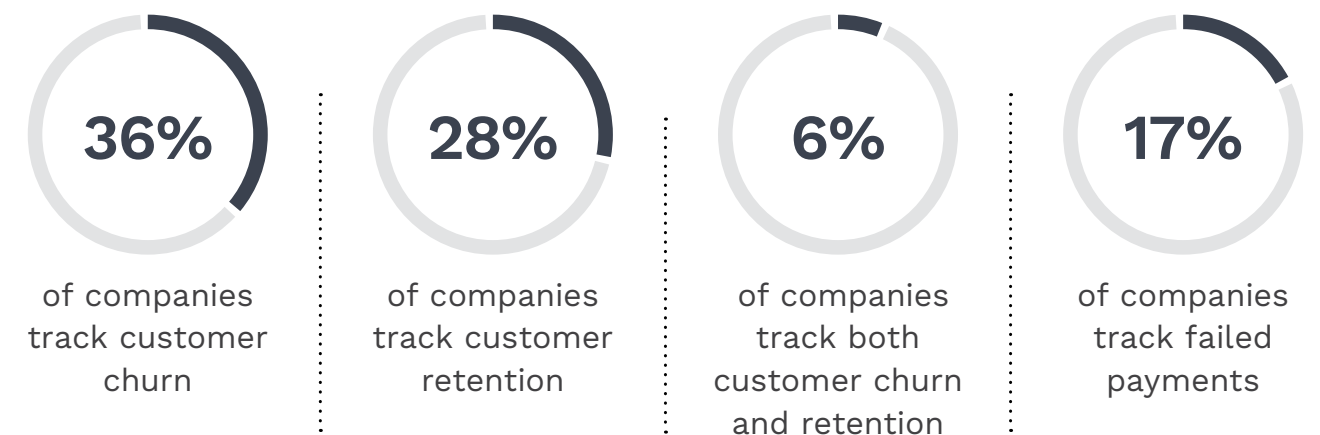 36%
of companies
track customer
churn
28%
of companies
track customer
retention
6%
of companies
track both
customer churn
and retention
17%
of companies
track failed
payments